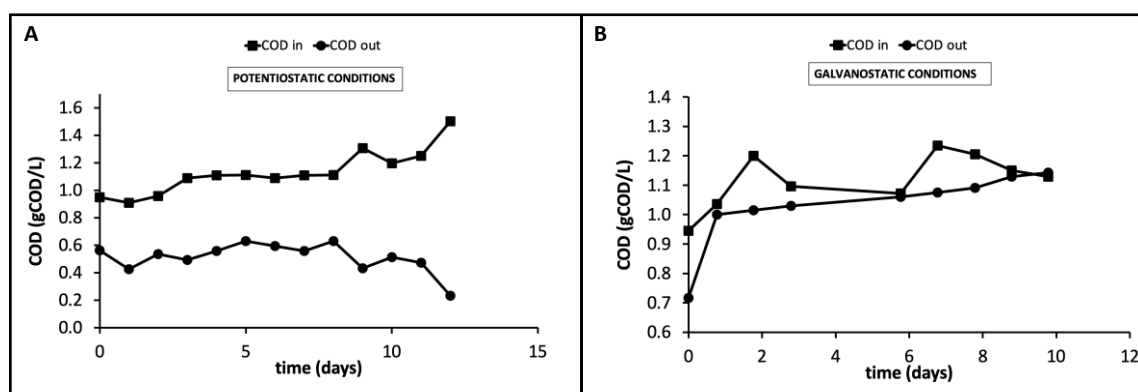 A
COD in COD out
POTENTIOSTATIC CONDITIONS
COD (gCOD/L)
1.6
1.4
1.2
1.0
0.8
0.6
0.4
0.2
0.0
0 5 10 15
time (days)
B
COD in COD out
GALVANOSTATIC CONDITIONS
COD (gCOD/L)
1.4
1.3
1.2
1.1
1.0
0.9
0.8
0.7
0.6
0 2 4 6 8 10 12
time (days)